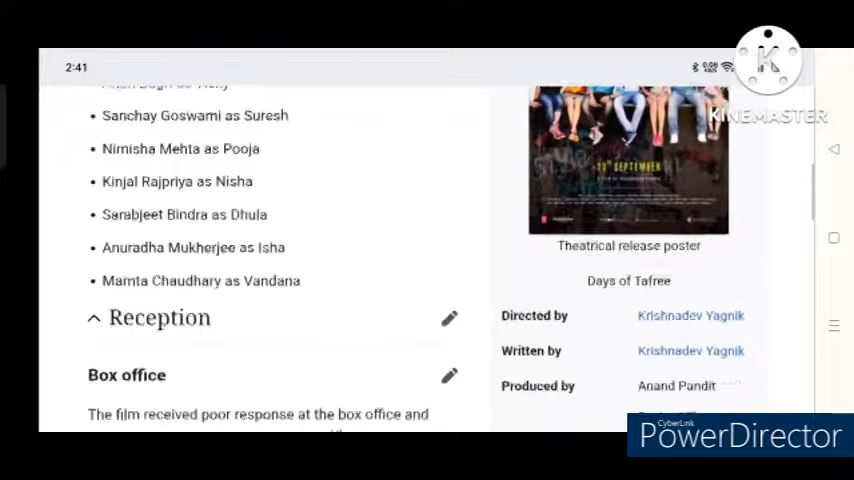 2:41
KINEMASTER
• Sanchay Goswami as Suresh
• Nimisha Mehta as Pooja
• Kinjal Rajpriya as Nisha
• Sarabjeet Bindra as Dhula
• Anuradha Mukherjee as Isha
• Mamta Chaudhary as Vandana
Reception
Box office
The film received poor response at the box office and
23RD SEPTEMBER
Theatrical release poster
Days of Tafree
Directed by Krishnadev Yagnik
Written by Krishnadev Yagnik
Produced by Anand Pandit
CyberLink
PowerDirector